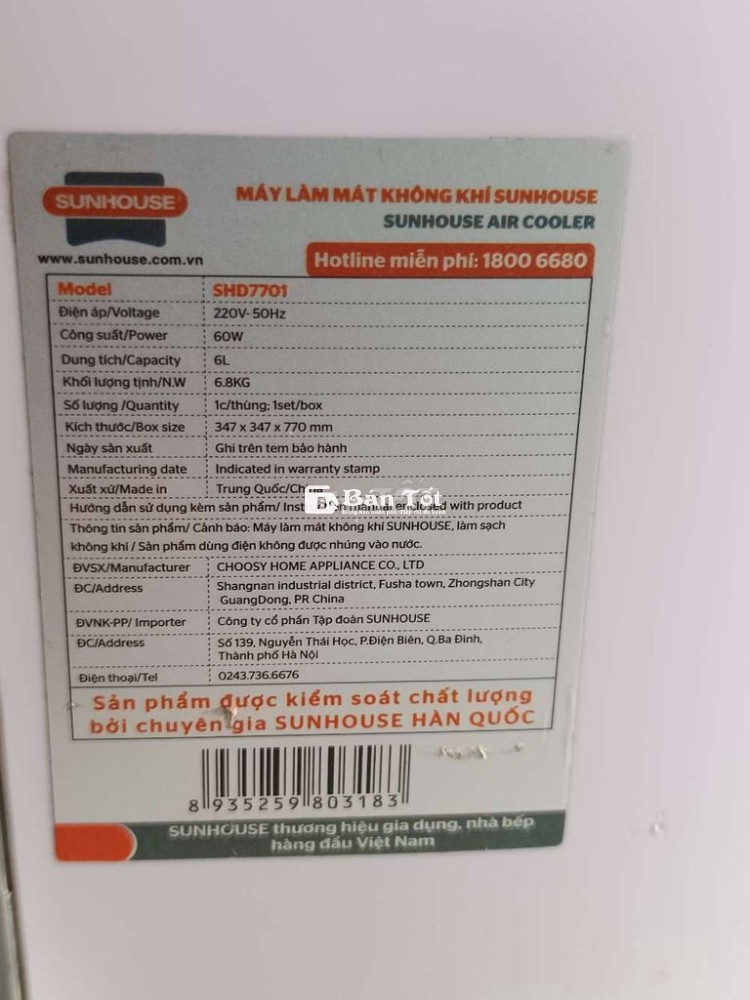 SUNHOUSE
www.sunhouse.com.vn
MÁY LÀM MÁT KHÔNG KHÍ SUNHOUSE
SUNHOUSE AIR COOLER
Hotline miễn phí: 1800 6680
Model SHD7701
Điện áp/Voltage 220V- 50Hz
Công suất/Power 60W
Dung tích/Capacity 6L
Khối lượng tịnh/N.W 6.8KG
Số lượng /Quantity 1c/thùng; 1set/box
Kích thước/Box size 347 x 347 x 770 mm
Ngày sản xuất Ghi trên tem bảo hành
Manufacturing date Indicated in warranty stamp
Xuất xứ/Made in Trung Quốc/
Bán Tốt
Hướng dẫn sử dụng kèm sản phẩm/ manual enclosed with product
Thông tin sản phẩm/ Cảnh báo: Máy làm mát không khí SUNHOUSE, làm sạch
không khí / Sản phẩm dùng điện không được nhúng vào nước.
ĐVSX/Manufacturer CHOOSY HOME APPLIANCE CO., LTD
ĐC/Address Shangnan industrial district, Fusha town, Zhongshan City
GuangDong, PR China
ĐVNK-PP/ Importer Công ty cổ phần Tập đoàn SUNHOUSE
ĐC/Address Số 139, Nguyễn Thái Học, P.Điện Biên, Q.Ba Đình,
Thành phố Hà Nội
Điện thoại/Tel 0243.736.6676
Sản phẩm được kiểm soát chất lượng
bởi chuyên gia SUNHOUSE HÀN QUỐC
8 935259 803183
SUNHOUSE thương hiệu gia dụng, nhà bếp
hàng đầu Việt Nam